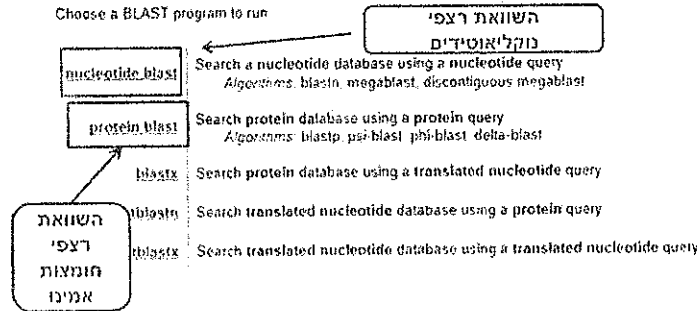 Choose a BLAST program to run
השוואת רצפי
נוקליאוטידים
nucleotide blast
Search a nucleotide database using a nucleotide query
Algorithms: blastn, megablast, discontiguous megablast
protein blast
Search protein database using a protein query
Algorithms: blastp, psi-blast, phi-blast, delta-blast
blastx
Search protein database using a translated nucleotide query
tblastn
Search translated nucleotide database using a protein query
tblastx
Search translated nucleotide database using a translated nucleotide query
השוואת
רצפי
חומצות
אמינו